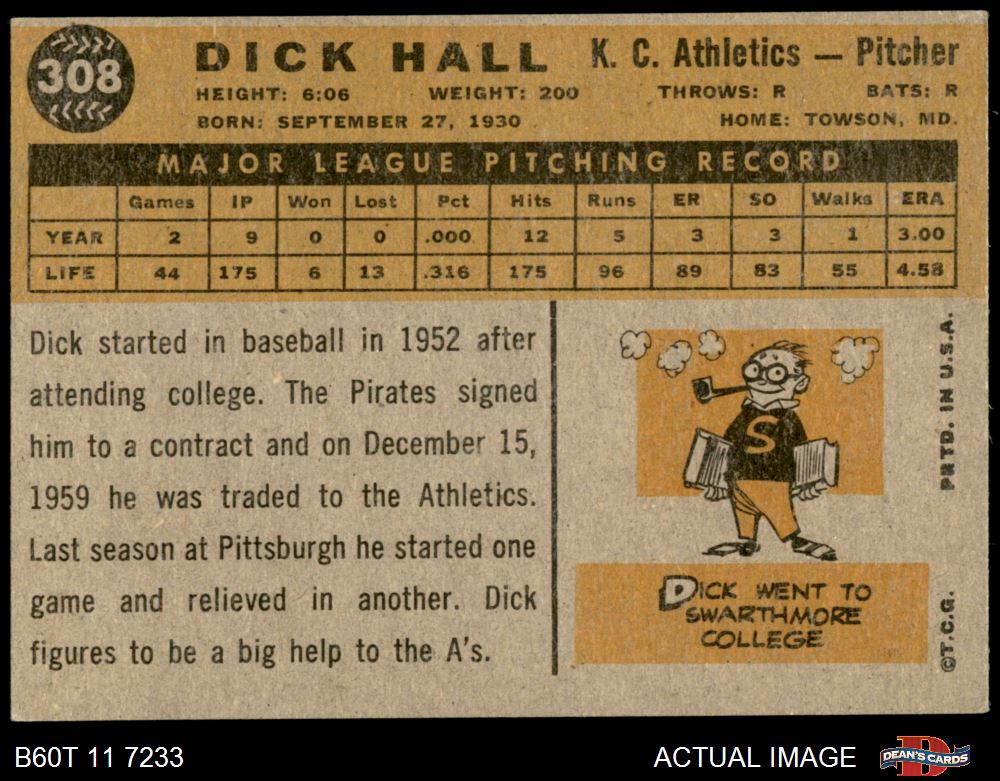 308
DICK HALL K. C. Athletics — Pitcher
HEIGHT: 6:06 WEIGHT: 200 THROWS: R BATS: R
BORN: SEPTEMBER 27, 1930 HOME: TOWSON, MD.
MAJOR LEAGUE PITCHING RECORD
Games IP Won Lost Pct Hits Runs ER SO Walks ERA
YEAR 2 9 0 0 .000 12 5 3 3 1 3.00
LIFE 44 175 6 13 .316 175 96 89 83 55 4.58
Dick started in baseball in 1952 after
attending college. The Pirates signed
him to a contract and on December 15,
1959 he was traded to the Athletics.
Last season at Pittsburgh he started one
game and relieved in another. Dick
figures to be a big help to the A's.
S
DICK WENT TO
SWARTHMORE
COLLEGE
©T.C.G. PRTD. IN U.S.A.
B60T 11 7233 ACTUAL IMAGE DEAN'S CARDS